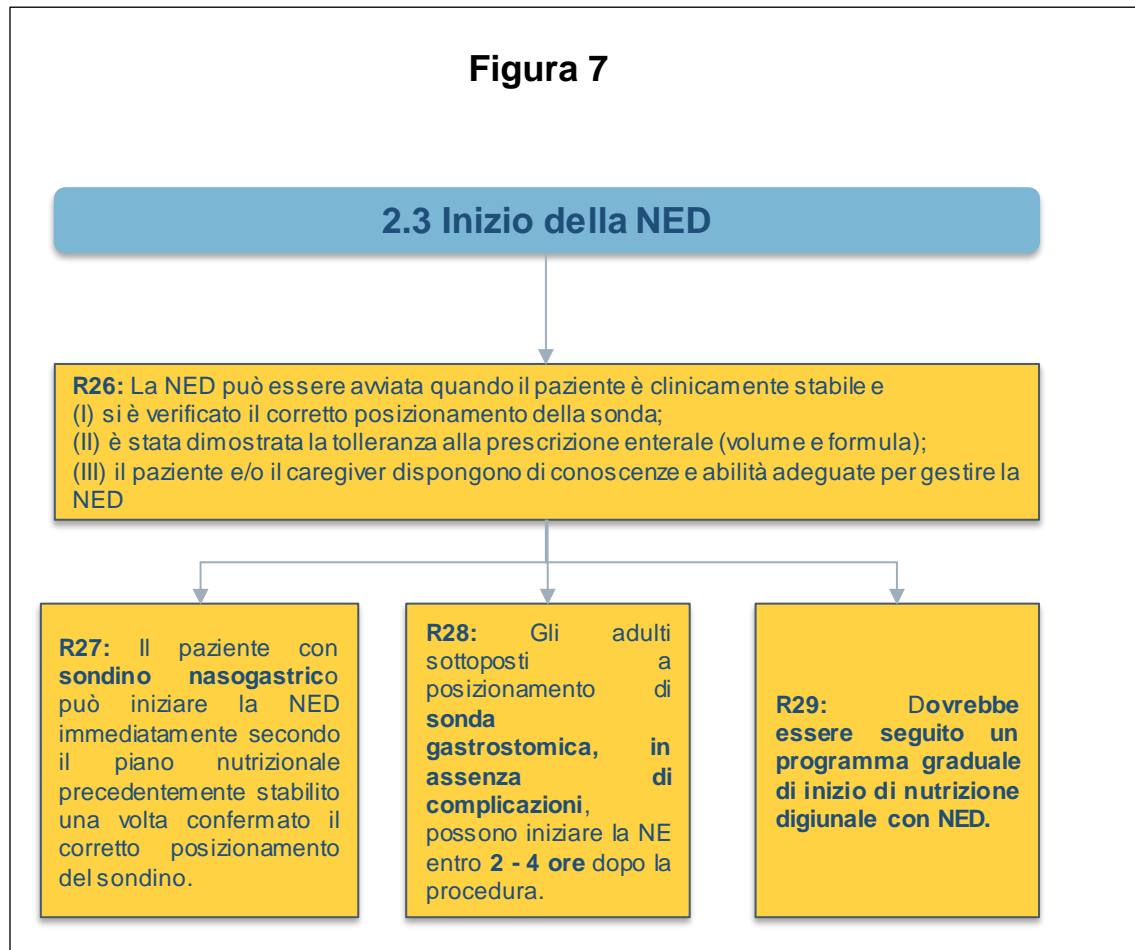 Figura 7
2.3 Inizio della NED
R26: La NED può essere avviata quando il paziente è clinicamente stabile e
(I) si è verificato il corretto posizionamento della sonda;
(II) è stata dimostrata la tolleranza alla prescrizione enterale (volume e formula);
(III) il paziente e/o il caregiver dispongono di conoscenze e abilità adeguate per gestire la
NED
R27: Il paziente con
sondino nasogastrico
può iniziare la NED
immediatamente secondo
il piano nutrizionale
precedentemente stabilito
una volta confermato il
corretto posizionamento
del sondino.
R28: Gli adulti
sottoposti a
posizionamento di
sonda
gastrostomica, in
assenza di
complicazioni,
possono iniziare la NE
entro 2 - 4 ore dopo la
procedura.
R29: Dovrebbe
essere seguito un
programma graduale
di inizio di nutrizione
digiunale con NED.